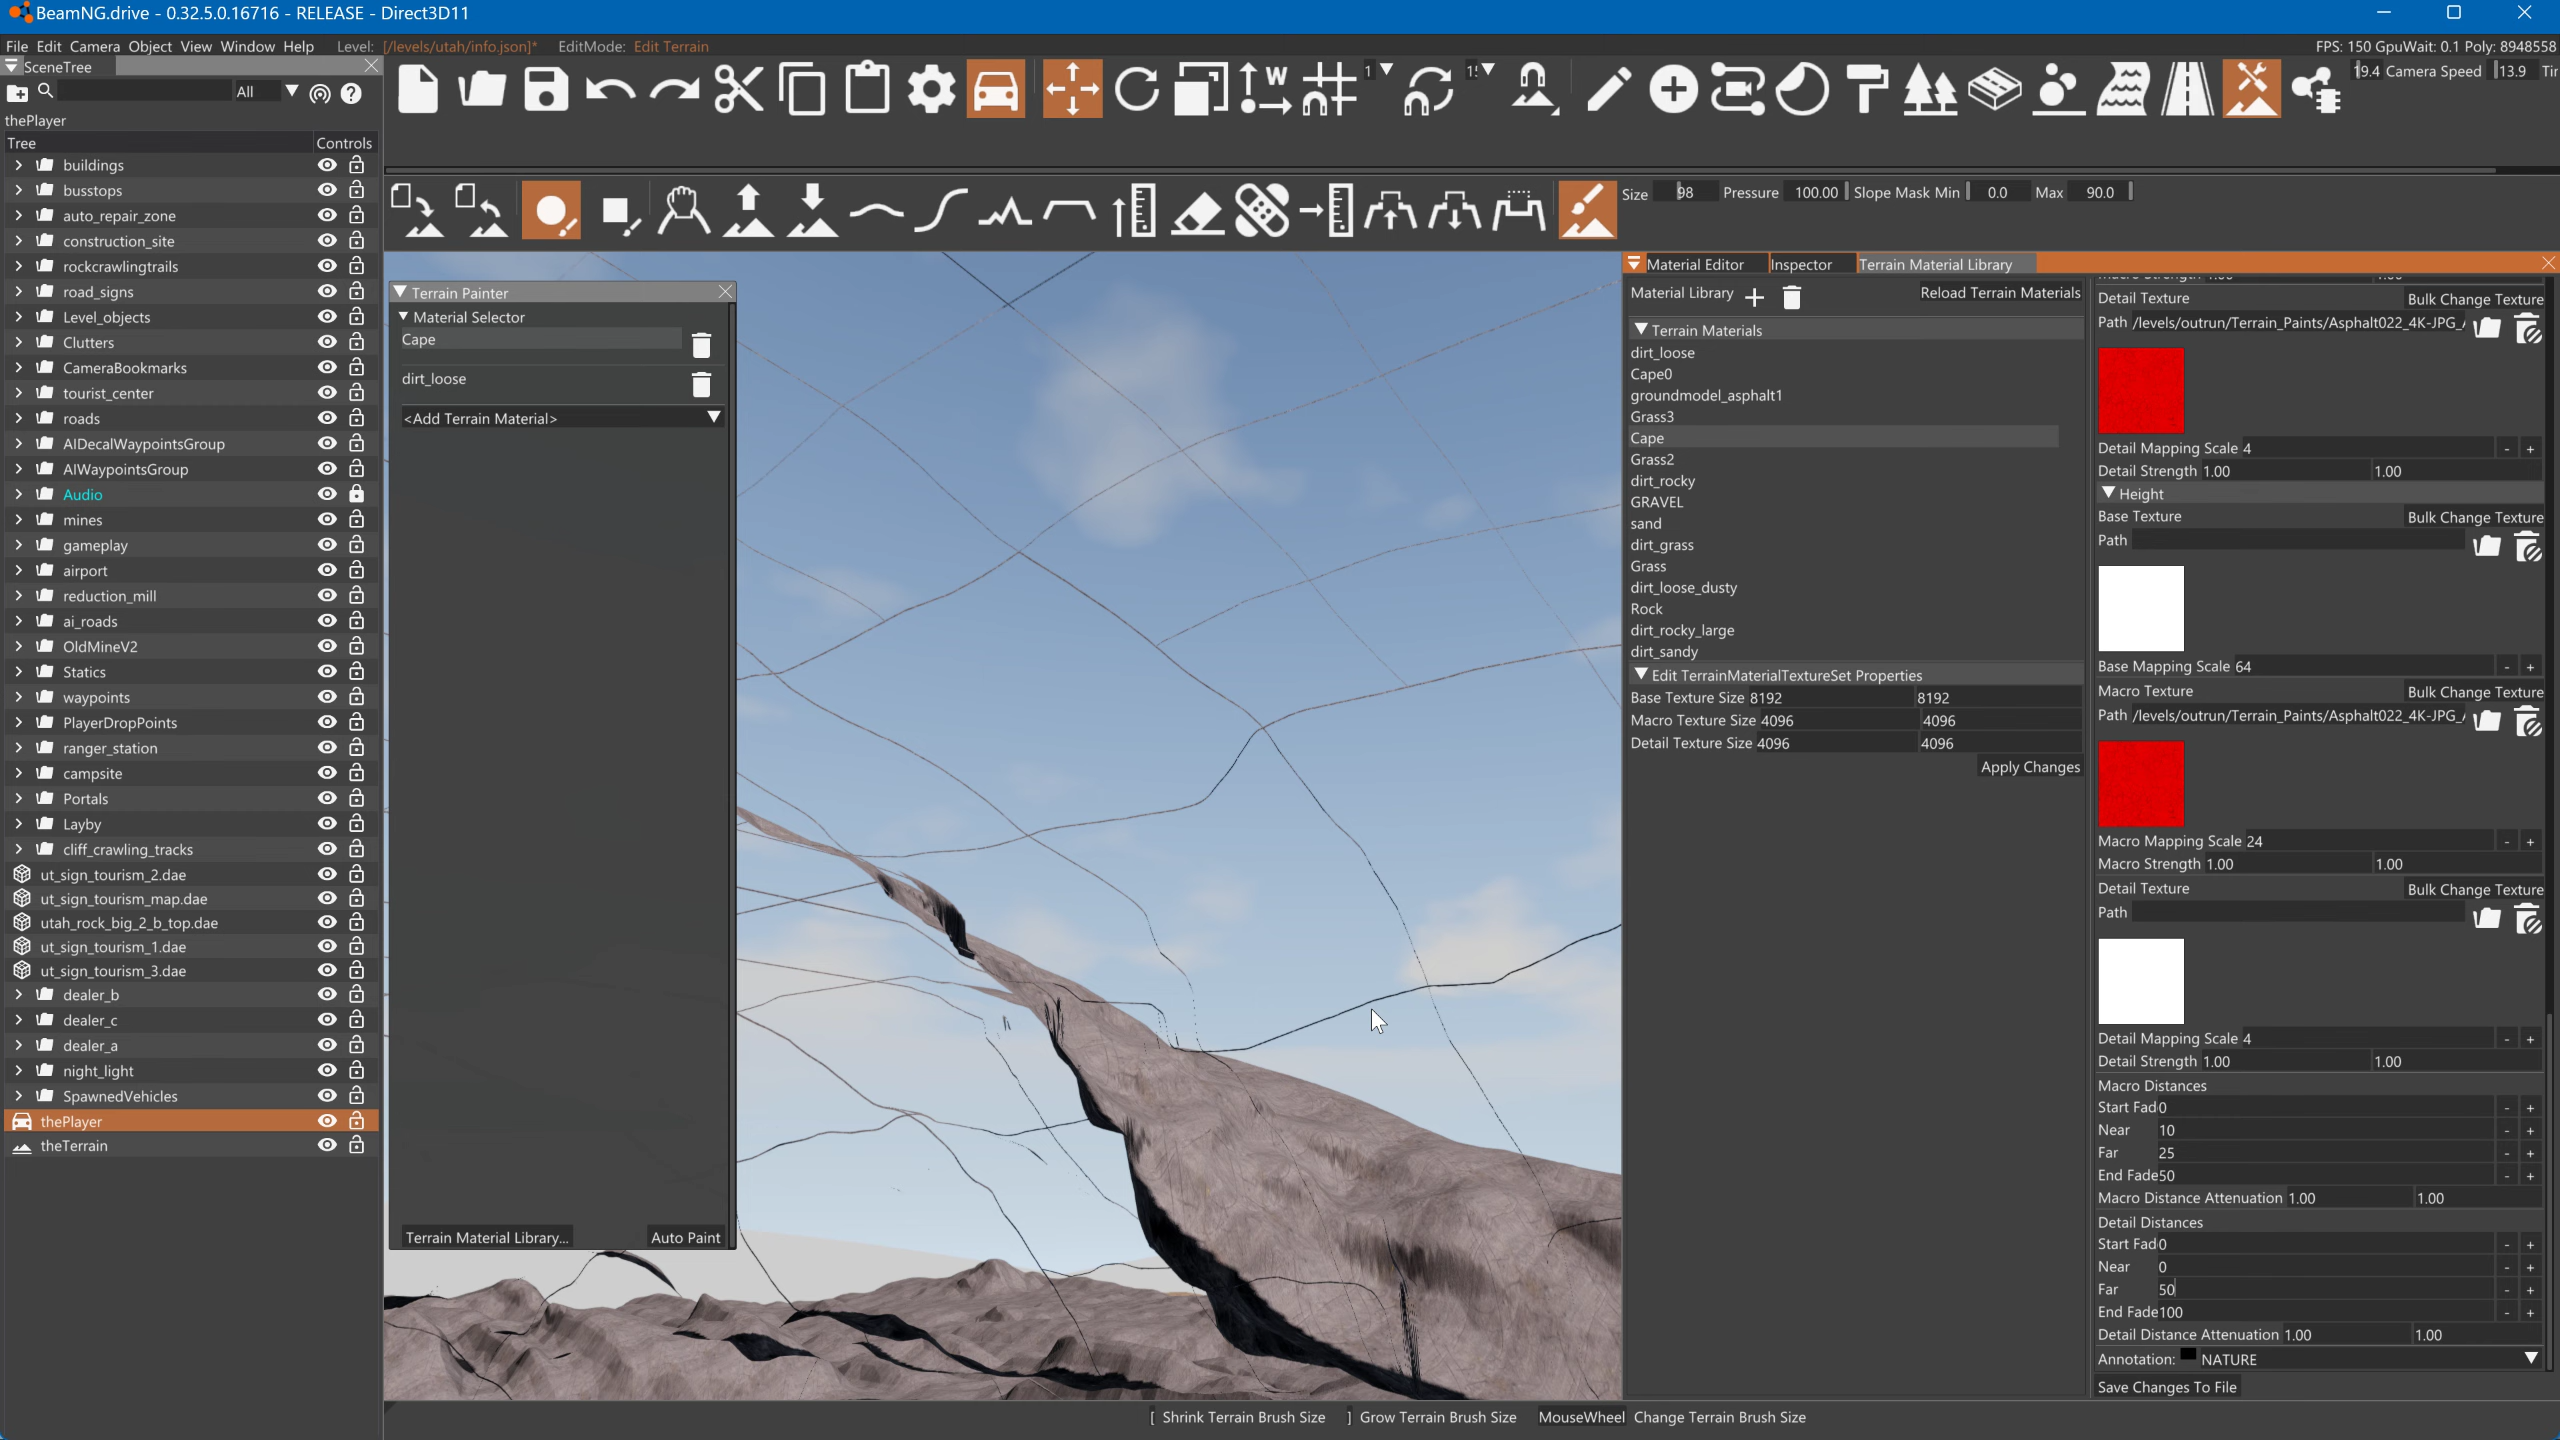 BeamNG.drive - 0.32.5.0.16716 - RELEASE - Direct3D11
File Edit Camera Object View Window Help Level: [/levels/utah/info.json]* EditMode: Edit Terrain
FPS: 150 GpuWait: 0.1 Poly: 8948558
SceneTree
All
thePlayer
Tree Controls
buildings
busstops
auto_repair_zone
construction_site
rockcrawlingtrails
road_signs
Level_objects
Clutters
CameraBookmarks
tourist_center
roads
AIDecalWaypointsGroup
AIWaypointsGroup
Audio
mines
gameplay
airport
reduction_mill
ai_roads
OldMineV2
Statics
waypoints
PlayerDropPoints
ranger_station
campsite
Portals
Layby
cliff_crawling_tracks
ut_sign_tourism_2.dae
ut_sign_tourism_map.dae
utah_rock_big_2_b_top.dae
ut_sign_tourism_1.dae
ut_sign_tourism_3.dae
dealer_b
dealer_c
dealer_a
night_light
SpawnedVehicles
thePlayer
theTerrain
W
1
19.4 Camera Speed 13.9 Tir
Size 98 Pressure 100.00 Slope Mask Min 0.0 Max 90.0
Terrain Painter
Material Selector
Cape
dirt_loose
<Add Terrain Material>
Terrain Material Library... Auto Paint
Material Editor Inspector Terrain Material Library
Material Library Reload Terrain Materials
Terrain Materials
dirt_loose
Cape0
groundmodel_asphalt1
Grass3
Cape
Grass2
dirt_rocky
GRAVEL
sand
dirt_grass
Grass
dirt_loose_dusty
Rock
dirt_rocky_large
dirt_sandy
Edit TerrainMaterialTextureSet Properties
Base Texture Size 8192 8192
Macro Texture Size 4096 4096
Detail Texture Size 4096 4096
Apply Changes
Detail Texture Bulk Change Texture
Path /levels/outrun/Terrain_Paints/Asphalt022_4K-JPG_/
Detail Mapping Scale 4 - +
Detail Strength 1.00 1.00
Height
Base Texture Bulk Change Texture
Path
Base Mapping Scale 64 - +
Macro Texture Bulk Change Texture
Path /levels/outrun/Terrain_Paints/Asphalt022_4K-JPG_/
Macro Mapping Scale 24 - +
Macro Strength 1.00 1.00
Detail Texture Bulk Change Texture
Path
Detail Mapping Scale 4 - +
Detail Strength 1.00 1.00
Macro Distances
Start Fad0 - +
Near 10 - +
Far 25 - +
End Fade50 - +
Macro Distance Attenuation 1.00 1.00
Detail Distances
Start Fad0 - +
Near 0 - +
Far 50 - +
End Fade100 - +
Detail Distance Attenuation 1.00 1.00
Annotation: NATURE
Save Changes To File
[ Shrink Terrain Brush Size ] Grow Terrain Brush Size MouseWheel Change Terrain Brush Size